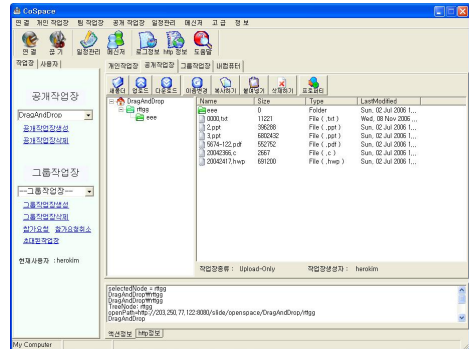 CoSpace
연결 개인 작업장 팀 작업장 공개 작업장 일정관리 메신저 고급 정보
연결 끊기 일정관리 메신저 로그정보 http 정보 도움말
작업장 사용자
개인작업장 공개작업장 그룹작업장 내컴퓨터
새폴더 업로드 다운로드 이름변경 복사하기 붙여넣기 삭제하기 프로퍼티
공개작업장
DragAndDrop
공개작업장생성
공개작업장삭제
그룹작업장
--그룹작업장--
그룹작업장생성
그룹작업장삭제
참가요청 참가요청취소
초대한작업장
현재사용자 : herokim
DragAndDrop
rttgg
eee
Name Size Type LastModified
eee 0 Folder Sun, 02 Jul 2006 1...
0000.txt 11221 File ( .txt ) Wed, 08 Nov 2006 ...
2.ppt 396288 File ( .ppt ) Sun, 02 Jul 2006 1...
3.ppt 6802432 File ( .ppt ) Sun, 02 Jul 2006 1...
5674-122.pdf 552752 File ( .pdf ) Sun, 02 Jul 2006 1...
20042366.c 2667 File ( .c ) Sun, 02 Jul 2006 1...
20042417.hwp 691200 File ( .hwp ) Sun, 02 Jul 2006 1...
작업장종류 : Upload-Only 작업장생성자 : herokim
selectedNode = rttgg
DragAndDrop₩rttgg
DragAndDrop₩rttgg
TreeNode: rttgg
openPath=http://203.250.77.122:8080/slide/openspace/DragAndDrop/rttgg
DragAndDrop
액션정보 http정보
My Computer